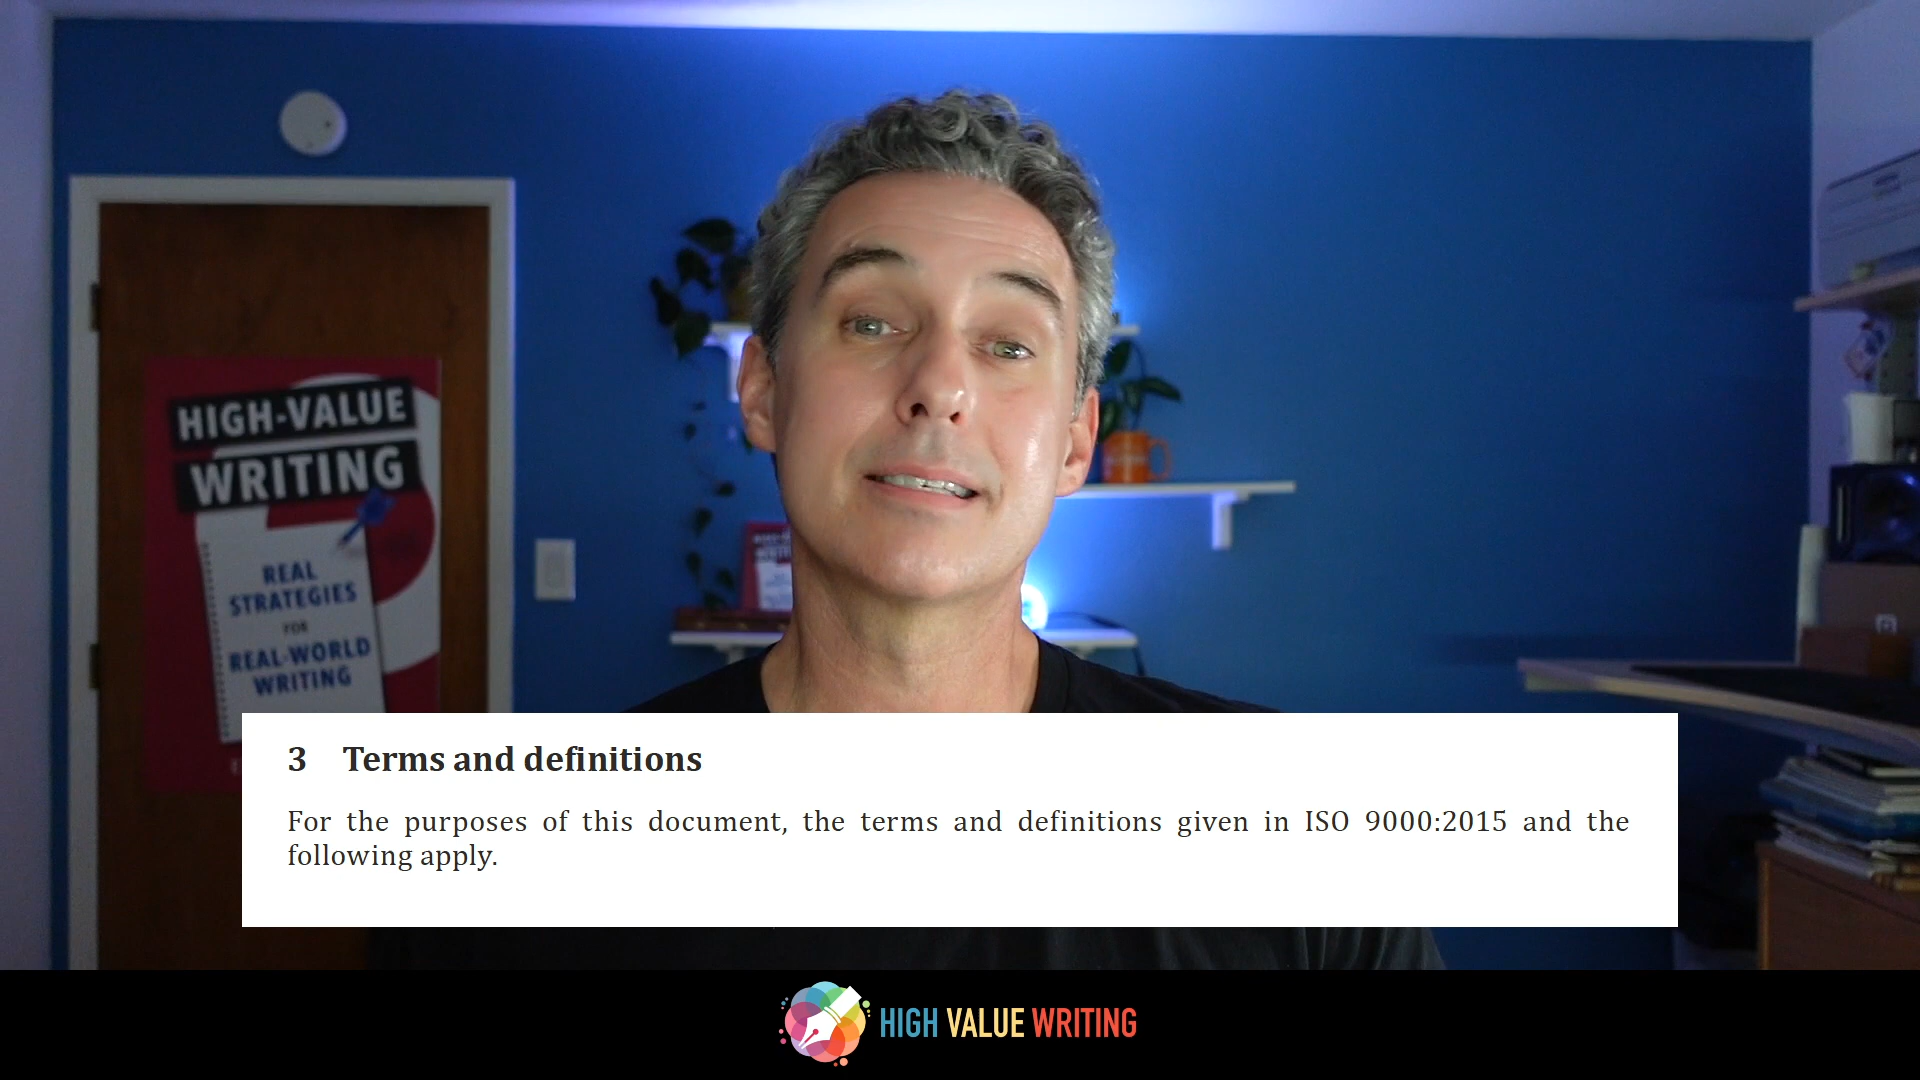 HIGH-VALUE
WRITING
REAL
STRATEGIES
FOR
REAL-WORLD
WRITING
3 Terms and definitions
For the purposes of this document, the terms and definitions given in ISO 9000:2015 and the
following apply.
HIGH VALUE WRITING